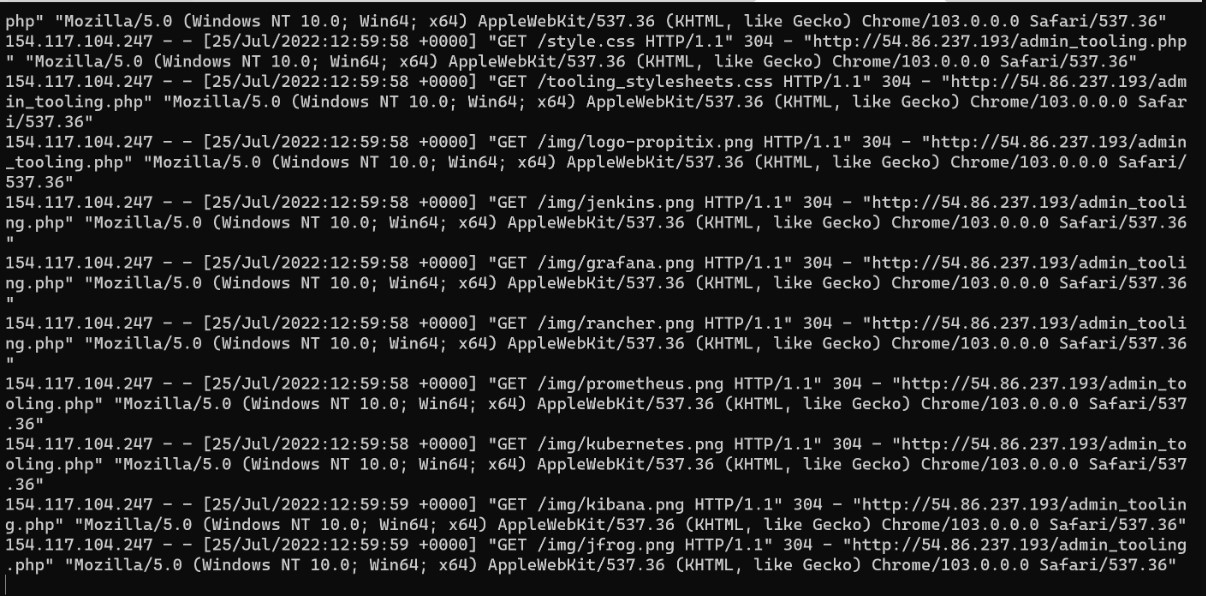 php" "Mozilla/5.0 (Windows NT 10.0; Win64; x64) AppleWebKit/537.36 (KHTML, like Gecko) Chrome/103.0.0.0 Safari/537.36"
154.117.104.247 - - [25/Jul/2022:12:59:58 +0000] "GET /style.css HTTP/1.1" 304 - "http://54.86.237.193/admin_tooling.php
" "Mozilla/5.0 (Windows NT 10.0; Win64; x64) AppleWebKit/537.36 (KHTML, like Gecko) Chrome/103.0.0.0 Safari/537.36"
154.117.104.247 - - [25/Jul/2022:12:59:58 +0000] "GET /tooling_stylesheets.css HTTP/1.1" 304 - "http://54.86.237.193/adm
in_tooling.php" "Mozilla/5.0 (Windows NT 10.0; Win64; x64) AppleWebKit/537.36 (KHTML, like Gecko) Chrome/103.0.0.0 Safar
i/537.36"
154.117.104.247 - - [25/Jul/2022:12:59:58 +0000] "GET /img/logo-propitix.png HTTP/1.1" 304 - "http://54.86.237.193/admin
_tooling.php" "Mozilla/5.0 (Windows NT 10.0; Win64; x64) AppleWebKit/537.36 (KHTML, like Gecko) Chrome/103.0.0.0 Safari/
537.36"
154.117.104.247 - - [25/Jul/2022:12:59:58 +0000] "GET /img/jenkins.png HTTP/1.1" 304 - "http://54.86.237.193/admin_tooli
ng.php" "Mozilla/5.0 (Windows NT 10.0; Win64; x64) AppleWebKit/537.36 (KHTML, like Gecko) Chrome/103.0.0.0 Safari/537.36
"
154.117.104.247 - - [25/Jul/2022:12:59:58 +0000] "GET /img/grafana.png HTTP/1.1" 304 - "http://54.86.237.193/admin_tooli
ng.php" "Mozilla/5.0 (Windows NT 10.0; Win64; x64) AppleWebKit/537.36 (KHTML, like Gecko) Chrome/103.0.0.0 Safari/537.36
"
154.117.104.247 - - [25/Jul/2022:12:59:58 +0000] "GET /img/rancher.png HTTP/1.1" 304 - "http://54.86.237.193/admin_tooli
ng.php" "Mozilla/5.0 (Windows NT 10.0; Win64; x64) AppleWebKit/537.36 (KHTML, like Gecko) Chrome/103.0.0.0 Safari/537.36
"
154.117.104.247 - - [25/Jul/2022:12:59:58 +0000] "GET /img/prometheus.png HTTP/1.1" 304 - "http://54.86.237.193/admin_to
oling.php" "Mozilla/5.0 (Windows NT 10.0; Win64; x64) AppleWebKit/537.36 (KHTML, like Gecko) Chrome/103.0.0.0 Safari/537
.36"
154.117.104.247 - - [25/Jul/2022:12:59:58 +0000] "GET /img/kubernetes.png HTTP/1.1" 304 - "http://54.86.237.193/admin_to
oling.php" "Mozilla/5.0 (Windows NT 10.0; Win64; x64) AppleWebKit/537.36 (KHTML, like Gecko) Chrome/103.0.0.0 Safari/537
.36"
154.117.104.247 - - [25/Jul/2022:12:59:59 +0000] "GET /img/kibana.png HTTP/1.1" 304 - "http://54.86.237.193/admin_toolin
g.php" "Mozilla/5.0 (Windows NT 10.0; Win64; x64) AppleWebKit/537.36 (KHTML, like Gecko) Chrome/103.0.0.0 Safari/537.36"
154.117.104.247 - - [25/Jul/2022:12:59:59 +0000] "GET /img/jfrog.png HTTP/1.1" 304 - "http://54.86.237.193/admin_tooling
.php" "Mozilla/5.0 (Windows NT 10.0; Win64; x64) AppleWebKit/537.36 (KHTML, like Gecko) Chrome/103.0.0.0 Safari/537.36"